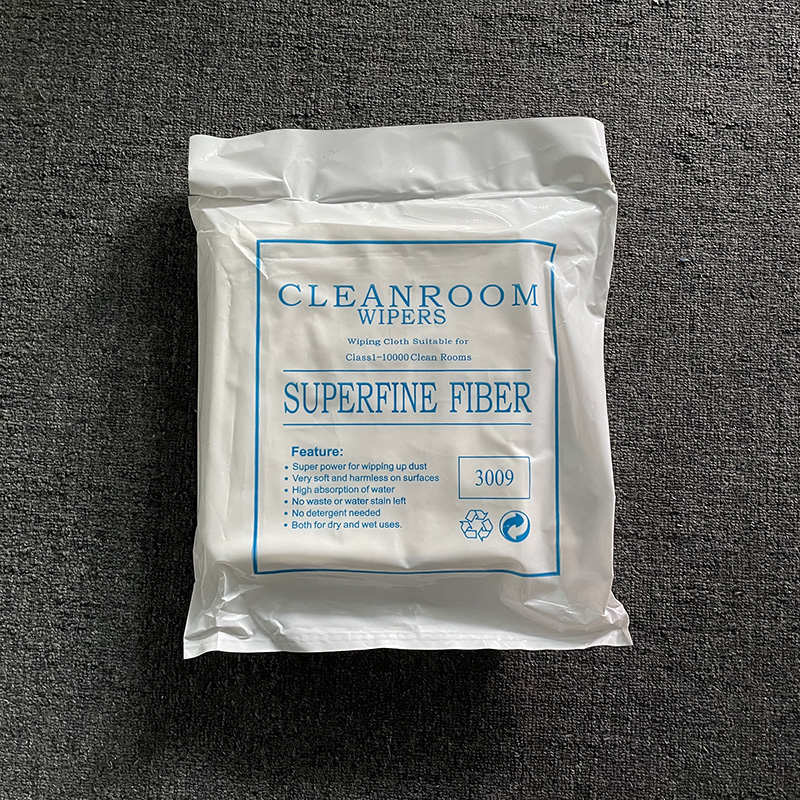 CLEANROOM
WIPERS
Wiping Cloth Suitable for
Class1-10000 Clean Rooms
SUPERFINE FIBER
Feature:
• Super power for wipping up dust
• Very soft and harmless on surfaces
• High absorption of water
• No waste or water stain left
• No detergent needed
• Both for dry and wet uses.
3009